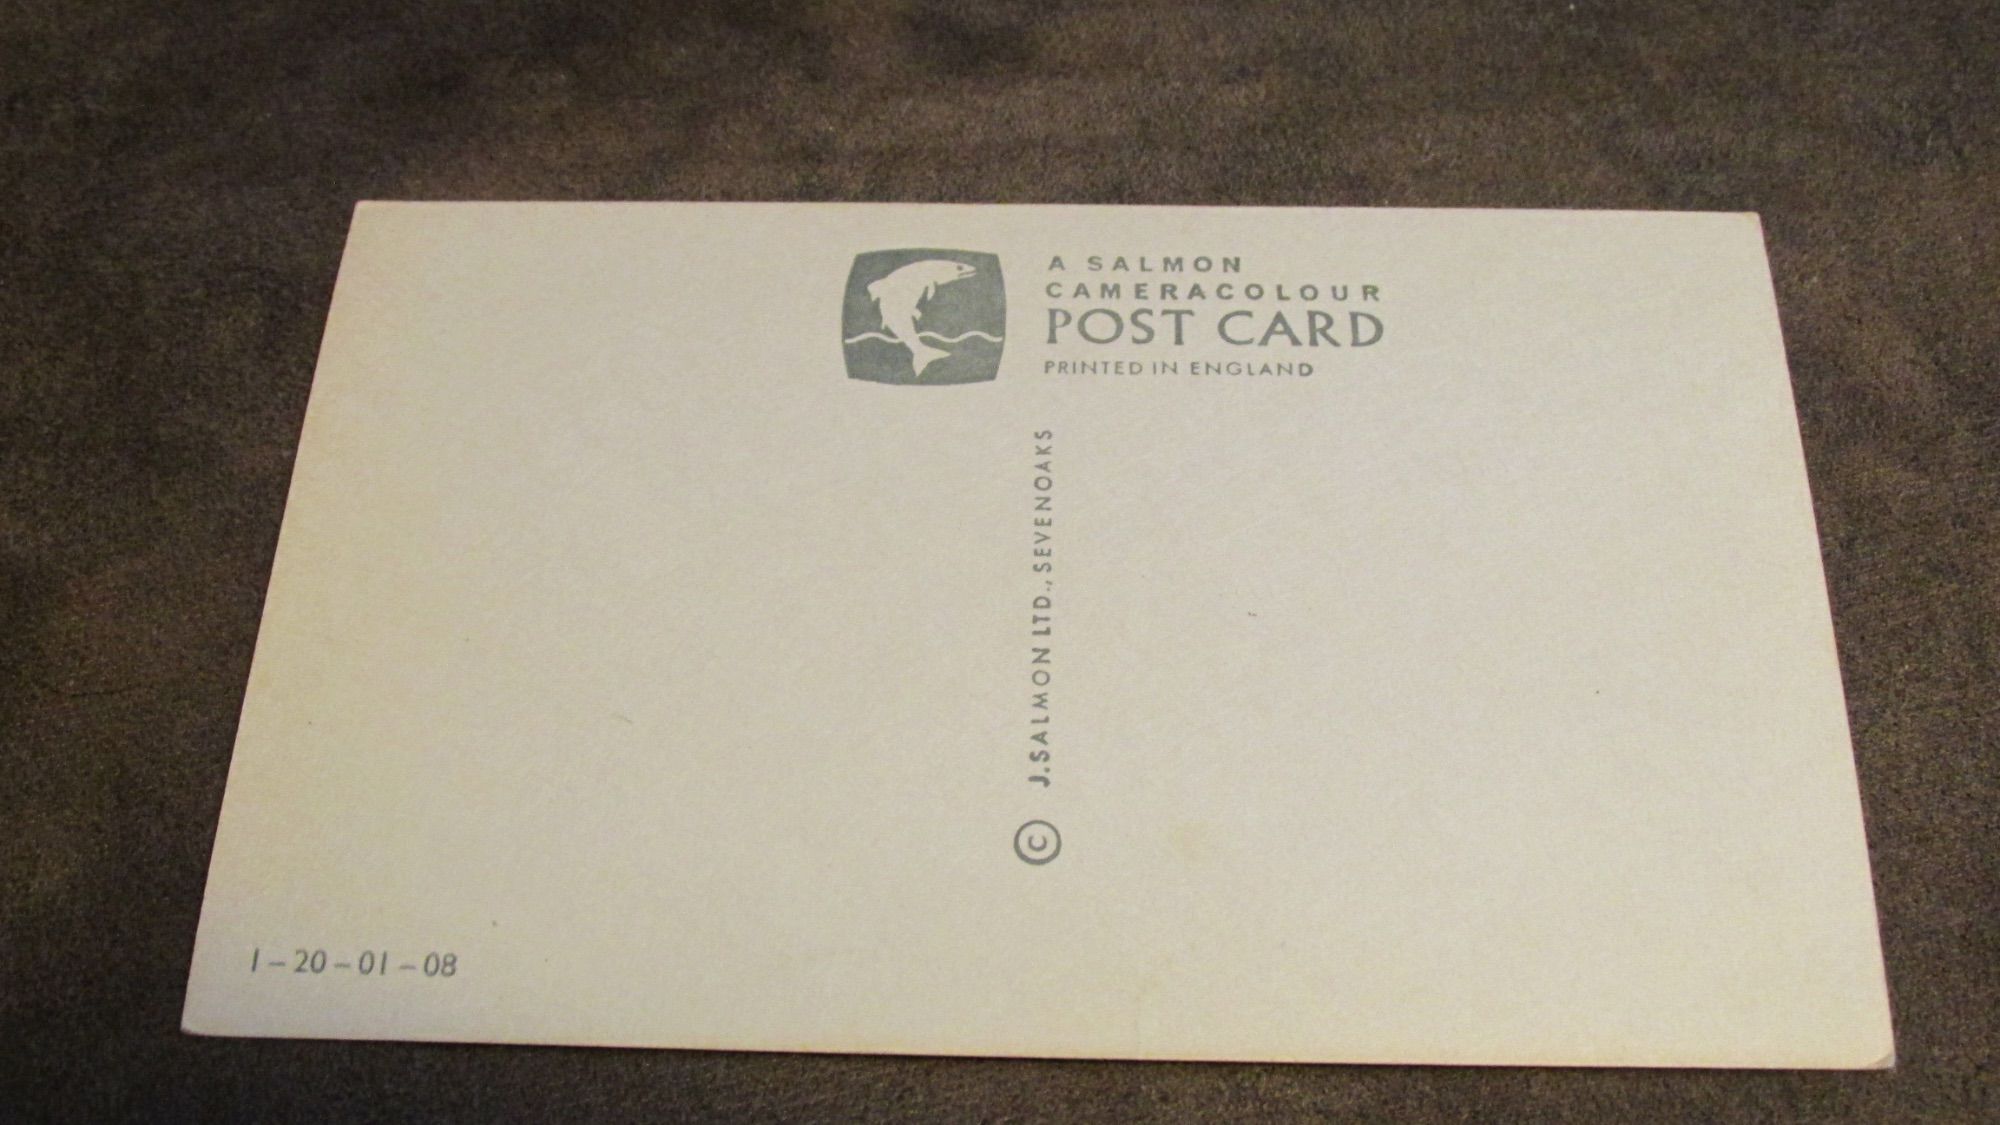 A SALMON
CAMERACOLOUR
POST CARD
PRINTED IN ENGLAND
© J. SALMON LTD., SEVENOAKS
1-20-01-08